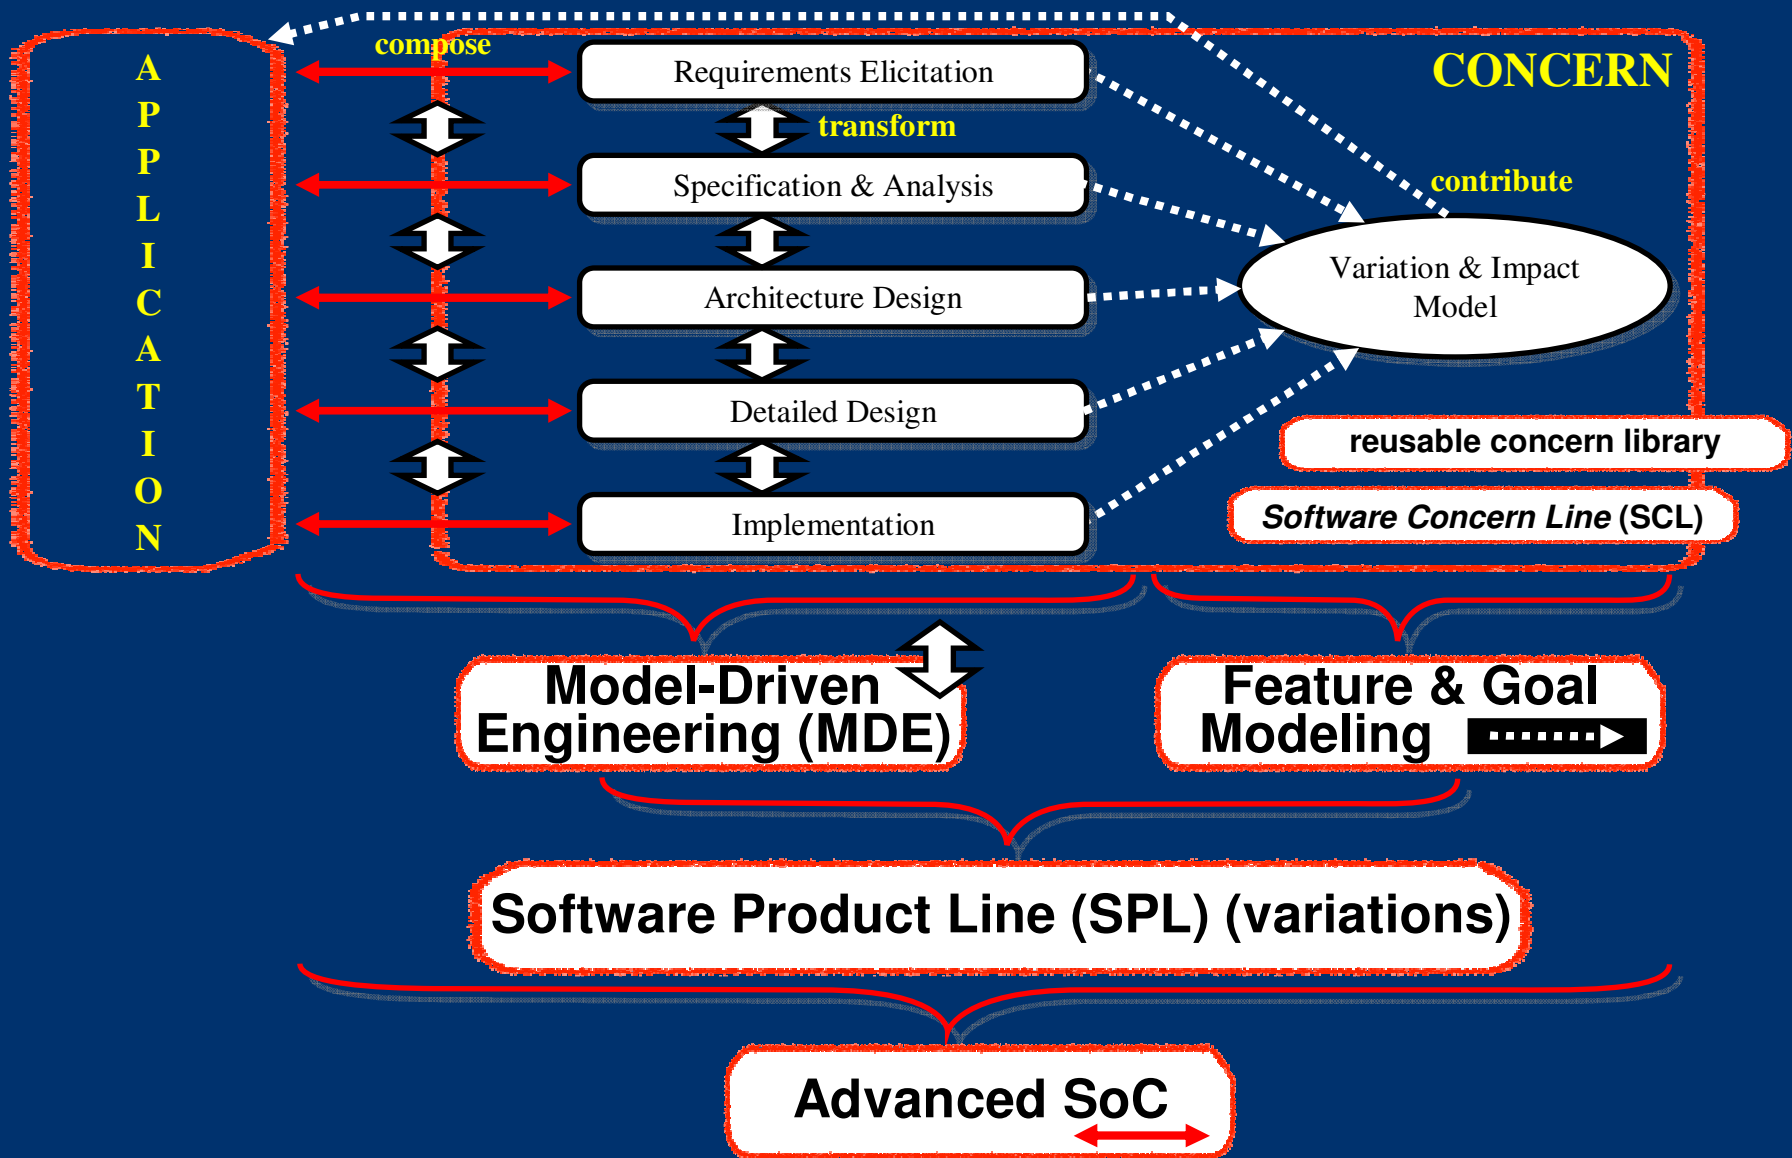 compose
CONCERN
A
P
P
L
I
C
A
T
I
O
N
Requirements Elicitation
transform
Specification & Analysis
contribute
Architecture Design
Variation & Impact
Model
Detailed Design
reusable concern library
Implementation
Software Concern Line (SCL)
Model-Driven
Engineering (MDE)
Feature & Goal
Modeling
Software Product Line (SPL) (variations)
Advanced SoC